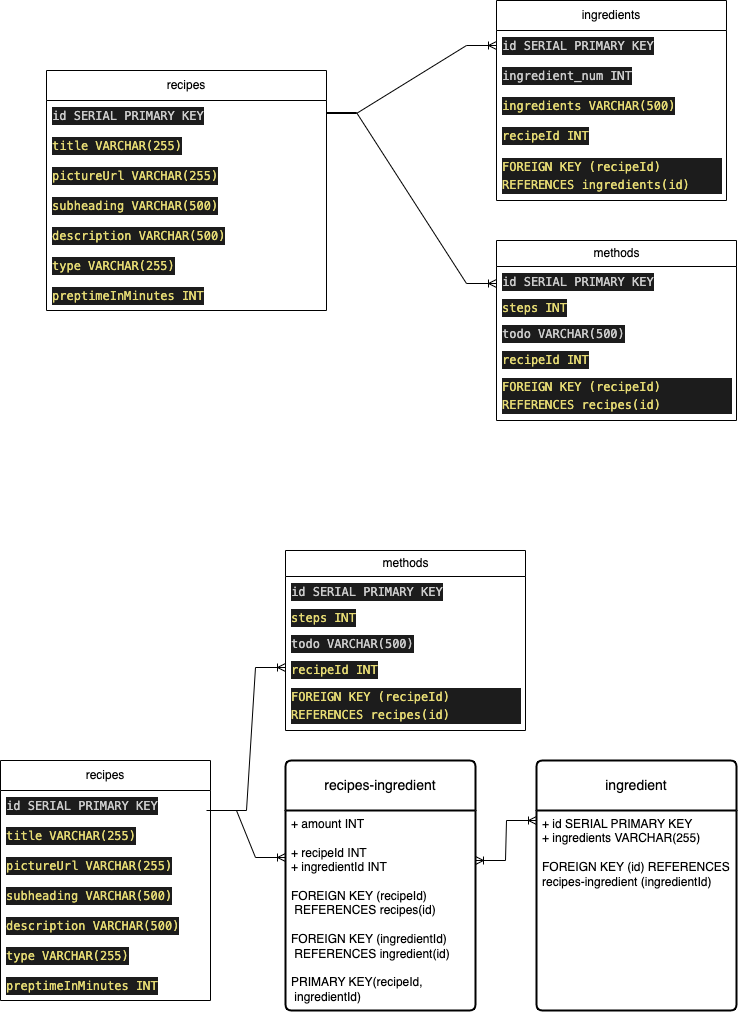 ingredients
id SERIAL PRIMARY KEY
ingredient_num INT
ingredients VARCHAR(500)
recipeId INT
FOREIGN KEY (recipeId)
REFERENCES ingredients(id)
recipes
id SERIAL PRIMARY KEY
title VARCHAR(255)
pictureUrl VARCHAR(255)
subheading VARCHAR(500)
description VARCHAR(500)
type VARCHAR(255)
preptimeInMinutes INT
methods
id SERIAL PRIMARY KEY
steps INT
todo VARCHAR(500)
recipeId INT
FOREIGN KEY (recipeId)
REFERENCES recipes(id)
methods
id SERIAL PRIMARY KEY
steps INT
todo VARCHAR(500)
recipeId INT
FOREIGN KEY (recipeId)
REFERENCES recipes(id)
recipes
id SERIAL PRIMARY KEY
title VARCHAR(255)
pictureUrl VARCHAR(255)
subheading VARCHAR(500)
description VARCHAR(500)
type VARCHAR(255)
preptimeInMinutes INT
recipes-ingredient
+ amount INT
+ recipeId INT
+ ingredientId INT
FOREIGN KEY (recipeId)
REFERENCES recipes(id)
FOREIGN KEY (ingredientId)
REFERENCES ingredient(id)
PRIMARY KEY(recipeId,
ingredientId)
ingredient
+ id SERIAL PRIMARY KEY
+ ingredients VARCHAR(255)
FOREIGN KEY (id) REFERENCES
recipes-ingredient (ingredientId)